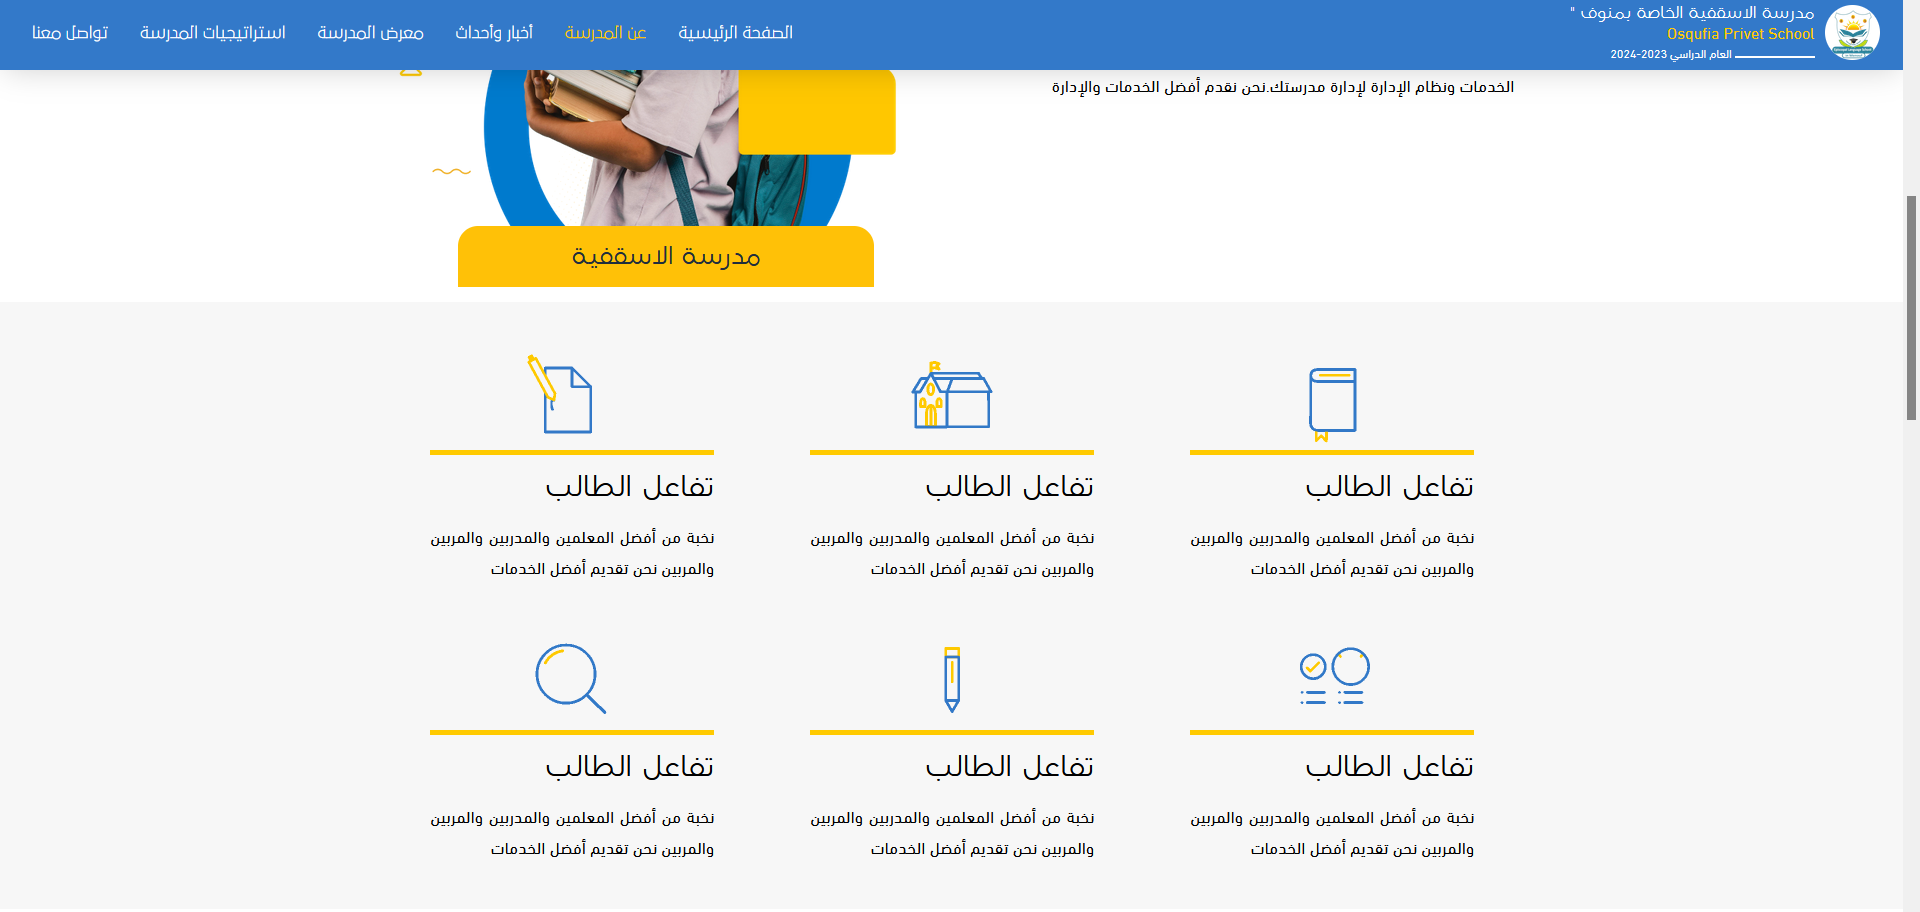 مدرسة الاسقفية الخاصة بمنوف "
Osqufia Privet School
العام الدراسي 2023-2024
الصفحة الرئيسية
عن المدرسة
أخبار وأحداث
معرض المدرسة
استراتيجيات المدرسة
تواصل معنا
الخدمات ونظام الإدارة لإدارة مدرستك.نحن نقدم أفضل الخدمات والإدارة
مدرسة الاسقفية
تفاعل الطالب
نخبة من أفضل المعلمين والمدربين والمربين
والمربين نحن تقديم أفضل الخدمات
تفاعل الطالب
نخبة من أفضل المعلمين والمدربين والمربين
والمربين نحن تقديم أفضل الخدمات
تفاعل الطالب
نخبة من أفضل المعلمين والمدربين والمربين
والمربين نحن تقديم أفضل الخدمات
تفاعل الطالب
نخبة من أفضل المعلمين والمدربين والمربين
والمربين نحن تقديم أفضل الخدمات
تفاعل الطالب
نخبة من أفضل المعلمين والمدربين والمربين
والمربين نحن تقديم أفضل الخدمات
تفاعل الطالب
نخبة من أفضل المعلمين والمدربين والمربين
والمربين نحن تقديم أفضل الخدمات